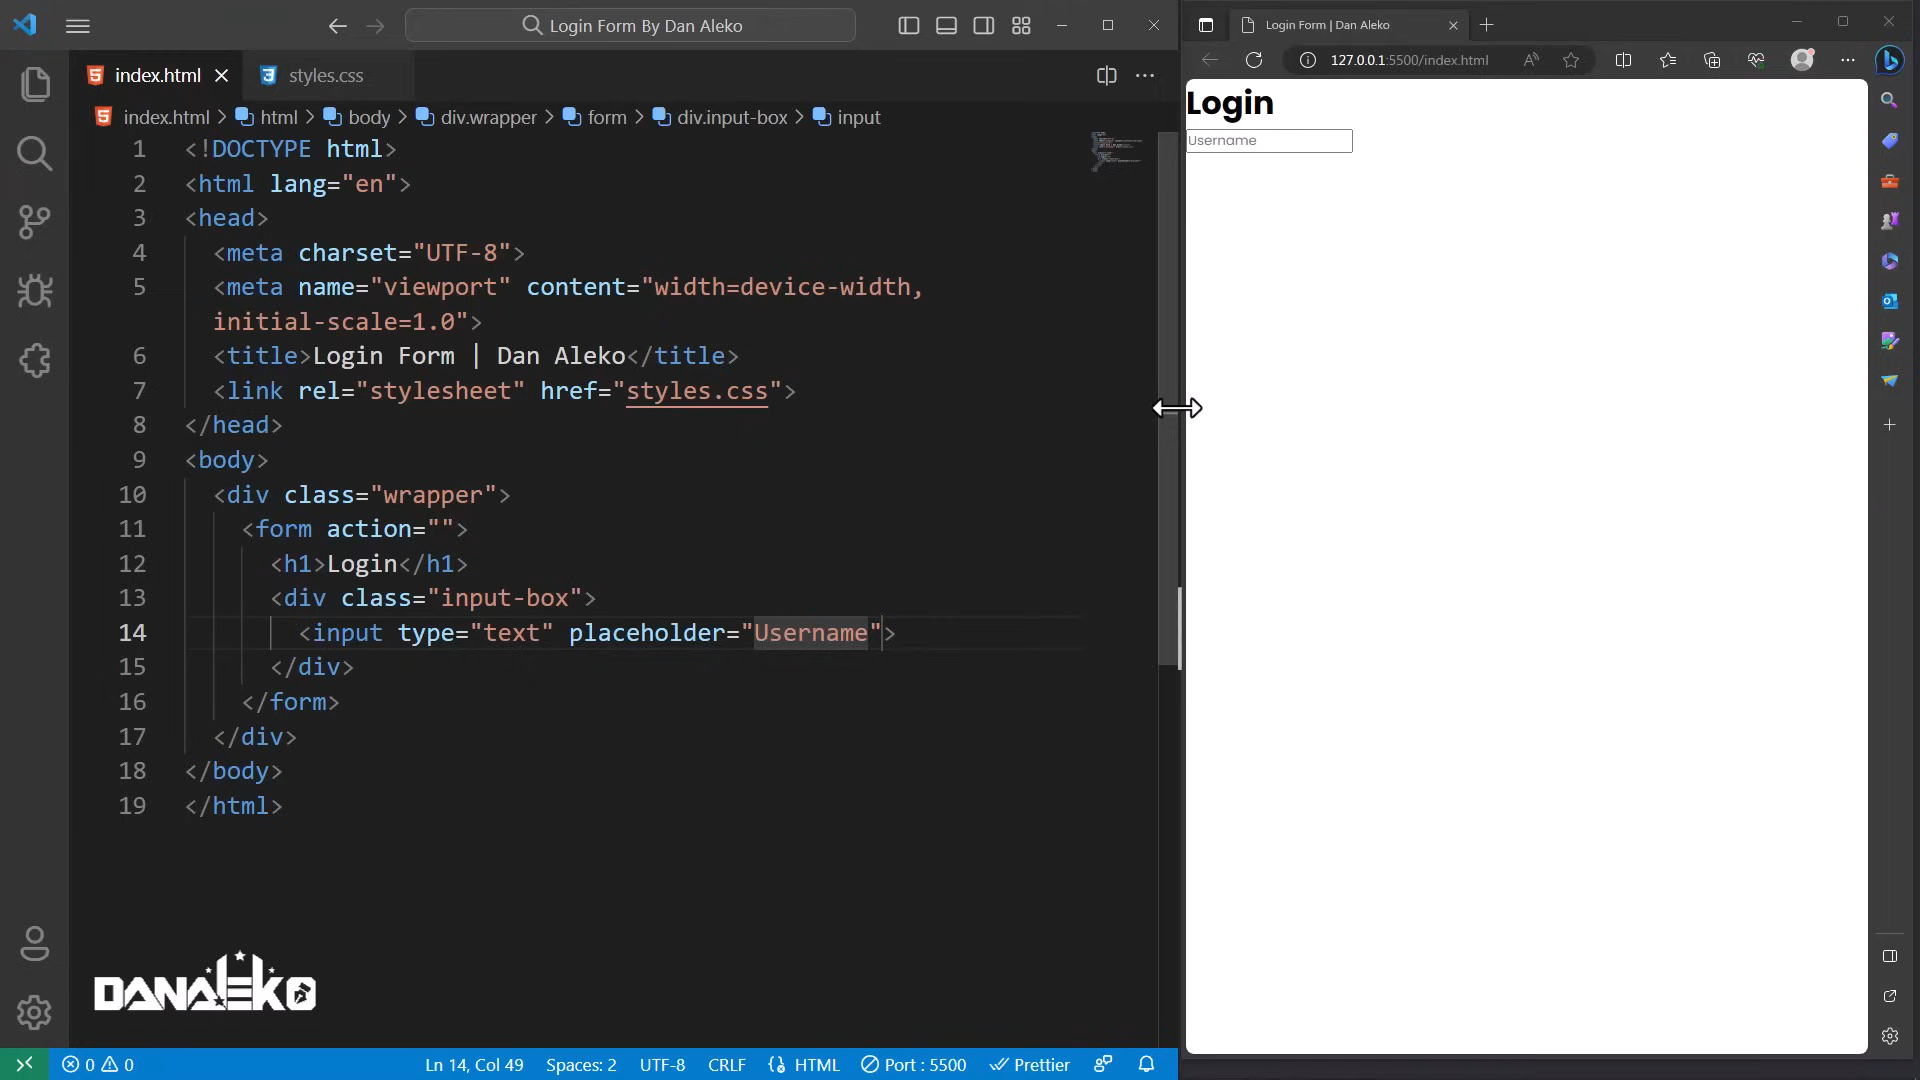 Login Form By Dan Aleko
index.html
styles.css
index.html > html > body > div.wrapper > form > div.input-box > input
1 <!DOCTYPE html>
2 <html lang="en">
3 <head>
4 <meta charset="UTF-8">
5 <meta name="viewport" content="width=device-width,
initial-scale=1.0">
6 <title>Login Form | Dan Aleko</title>
7 <link rel="stylesheet" href="styles.css">
8 </head>
9 <body>
10 <div class="wrapper">
11 <form action="">
12 <h1>Login</h1>
13 <div class="input-box">
14 <input type="text" placeholder="Username">
15 </div>
16 </form>
17 </div>
18 </body>
19 </html>
DANALEKO
0 0 Ln 14, Col 49 Spaces: 2 UTF-8 CRLF HTML Port : 5500 Prettier
Login Form | Dan Aleko
127.0.0.1:5500/index.html
Login
Username